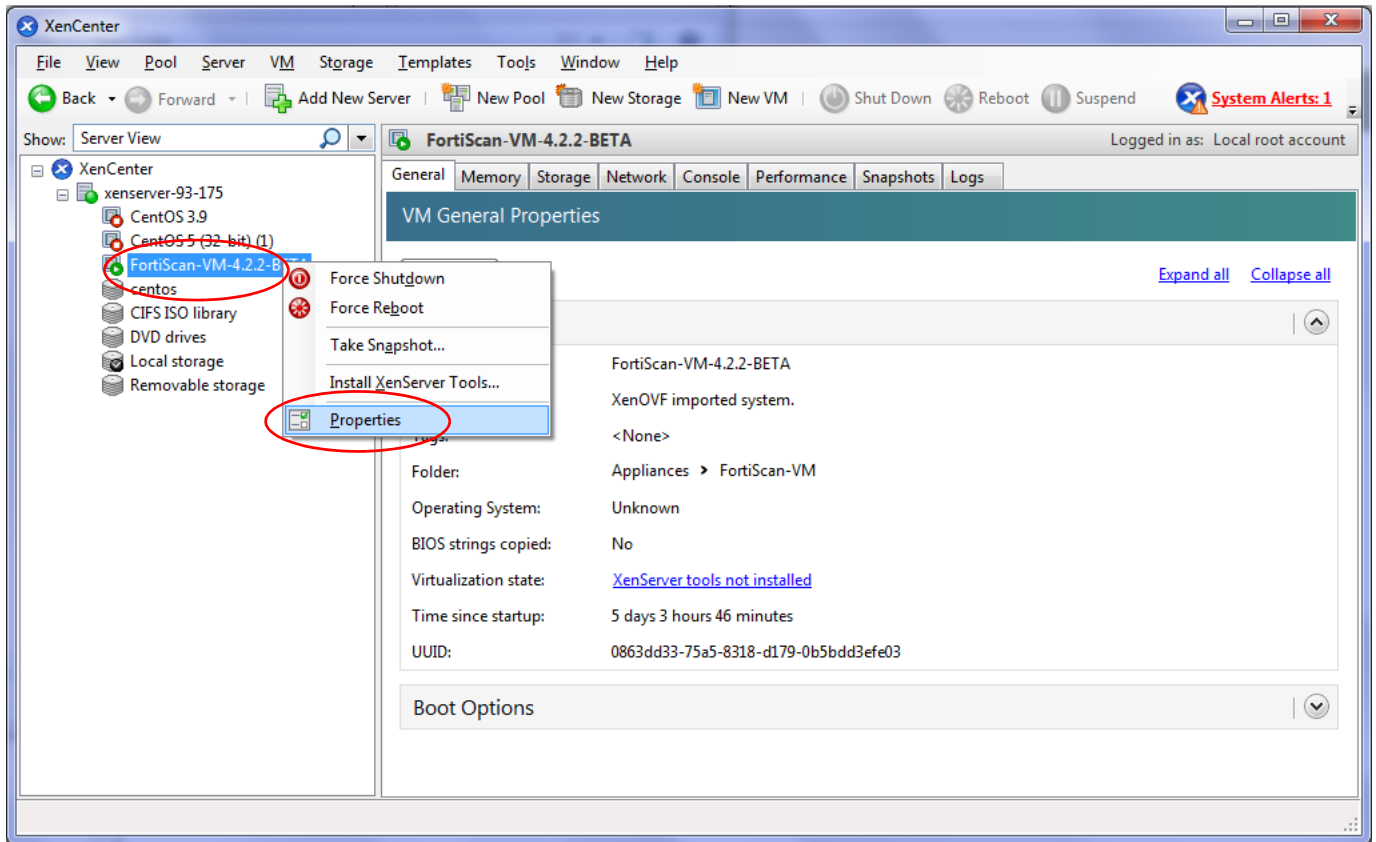 XenCenter
File View Pool Server VM Storage Templates Tools Window Help
Back Forward Add New Server New Pool New Storage New VM Shut Down Reboot Suspend System Alerts: 1
Show: Server View
FortiScan-VM-4.2.2-BETA Logged in as: Local root account
XenCenter
xenserver-93-175
CentOS 3.9
CentOS 5 (32-bit) (1)
FortiScan-VM-4.2.2-BETA
centos
CIFS ISO library
DVD drives
Local storage
Removable storage
General Memory Storage Network Console Performance Snapshots Logs
VM General Properties
Force Shutdown
Force Reboot
Take Snapshot...
Install XenServer Tools...
Properties
Expand all Collapse all
FortiScan-VM-4.2.2-BETA
XenOVF imported system.
Tags: <None>
Folder: Appliances > FortiScan-VM
Operating System: Unknown
BIOS strings copied: No
Virtualization state: XenServer tools not installed
Time since startup: 5 days 3 hours 46 minutes
UUID: 0863dd33-75a5-8318-d179-0b5bdd3efe03
Boot Options